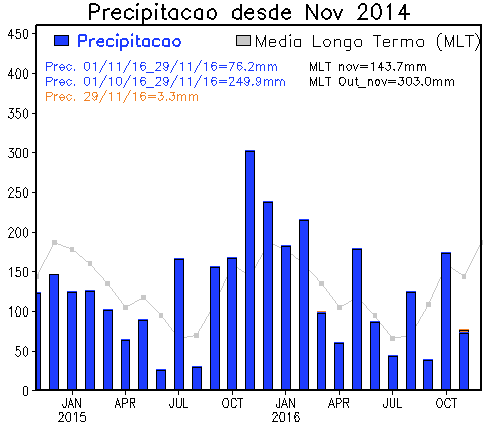 Precipitacao desde Nov 2014
Precipitacao
Media Longo Termo (MLT)
Prec. 01/11/16_29/11/16=76.2mm
MLT nov=143.7mm
Prec. 01/10/16_29/11/16=249.9mm
MLT Out_nov=303.0mm
Prec. 29/11/16=3.3mm
450
400
350
300
250
200
150
100
50
0
JAN APR JUL OCT JAN APR JUL OCT
2015 2016